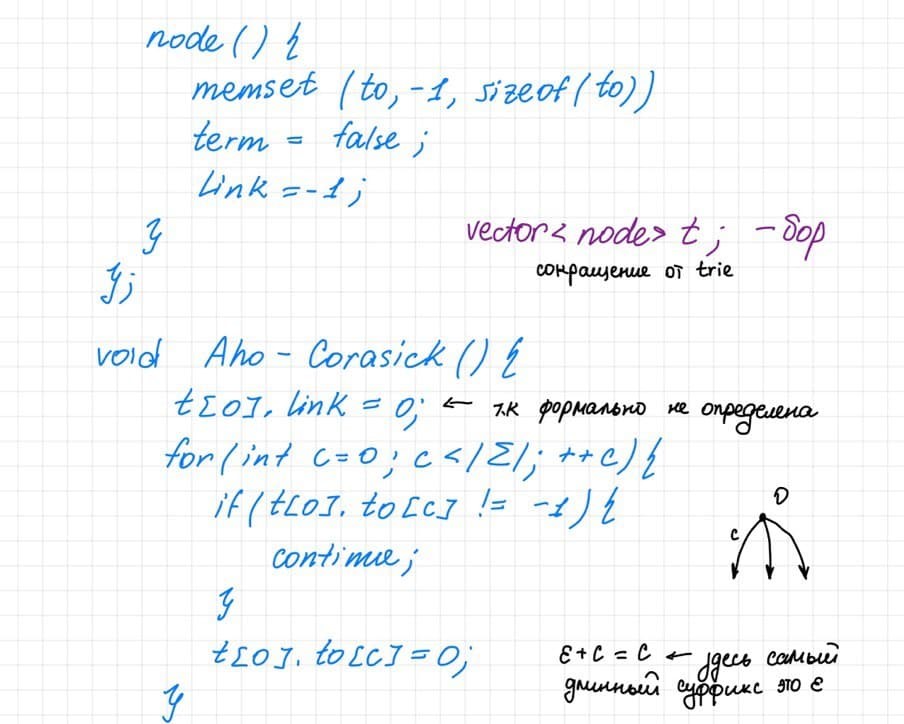 node() {
memset (to, -1, sizeof(to))
term = false;
link = -1;
}
vector<node> t; - бор
сокращение от trie
};
void Aho - Corasick() {
t[0].link = 0; ← т.к формально не определена
for(int c=0; c<|Σ|; ++c) {
if(t[0].to[c] != -1) {
continue;
}
0
c
t[0].to[c] = 0;
ε + c = c ← здесь самый
длинный суффикс это ε
}